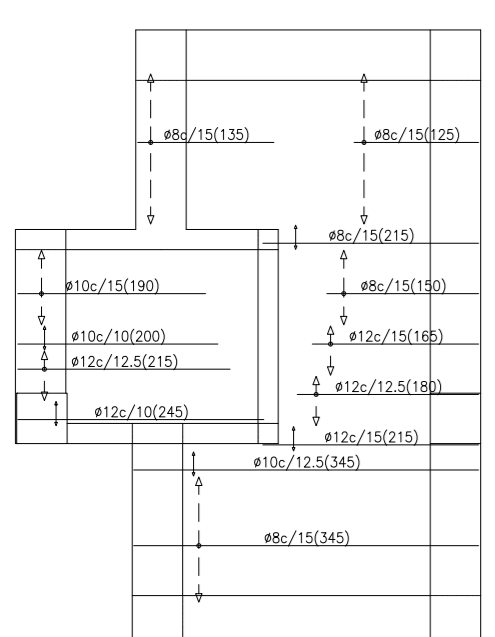 ø8c/15(135)
ø8c/15(125)
ø8c/15(215)
ø10c/15(190)
ø8c/15(150)
ø10c/10(200)
ø12c/15(165)
ø12c/12.5(215)
ø12c/12.5(180)
ø12c/10(245)
ø12c/15(215)
ø10c/12.5(345)
ø8c/15(345)